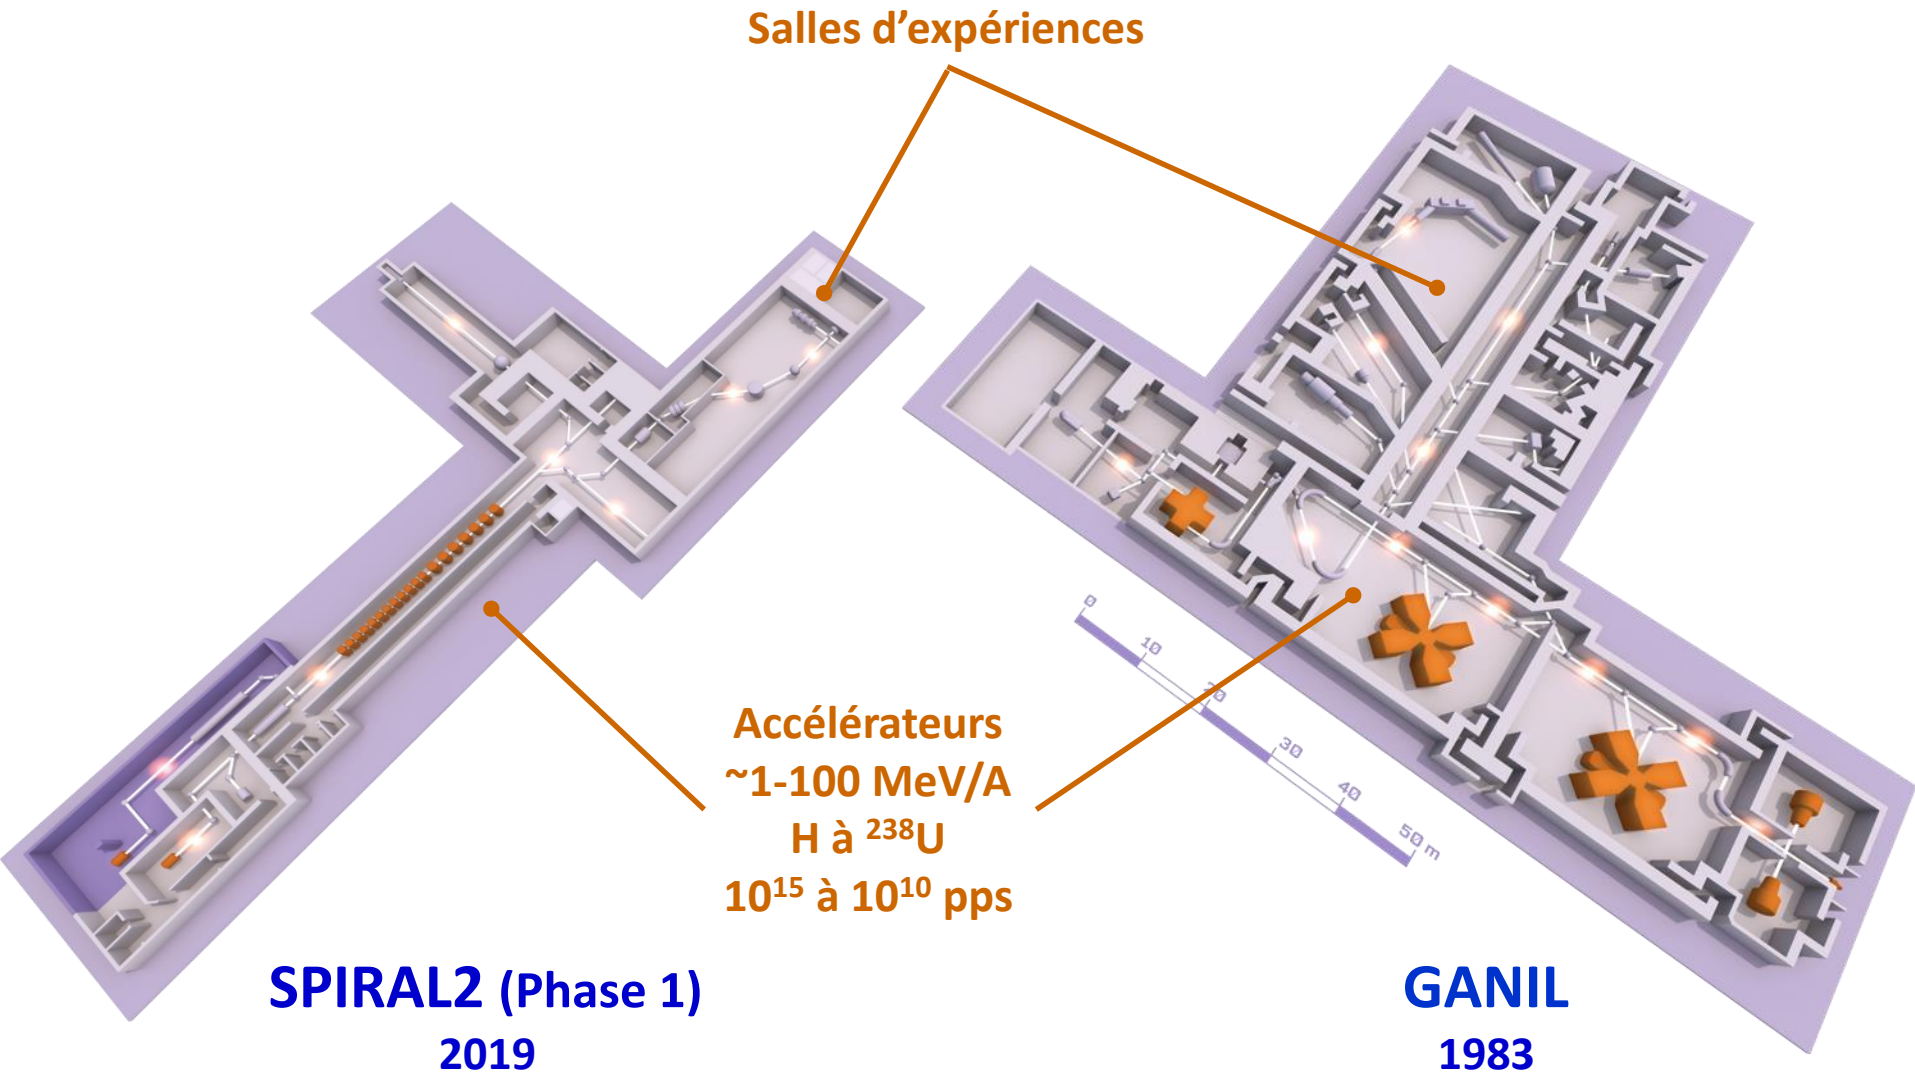 Salles d’expériences
0
10
20
30
40
50 m
Accélérateurs
~1-100 MeV/A
H à ²³⁸U
10¹⁵ à 10¹⁰ pps
SPIRAL2 (Phase 1)
2019
GANIL
1983